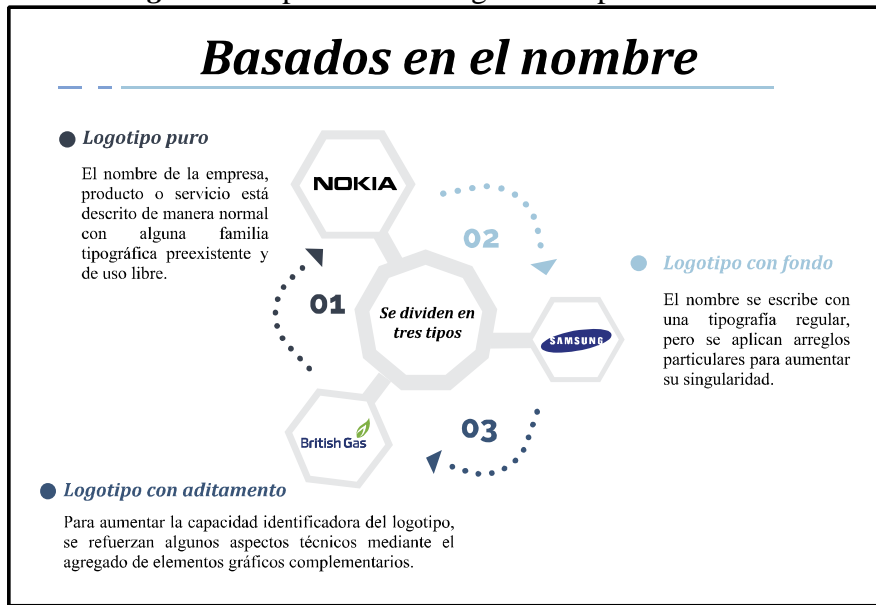 Basados en el nombre
Logotipo puro
El nombre de la empresa,
producto o servicio está
descrito de manera normal
con alguna familia
tipográfica preexistente y
de uso libre.
NOKIA
01
02
Se dividen en
tres tipos
Logotipo con fondo
El nombre se escribe con
una tipografía regular,
pero se aplican arreglos
particulares para aumentar
su singularidad.
SAMSUNG
03
British Gas
Logotipo con aditamento
Para aumentar la capacidad identificadora del logotipo,
se refuerzan algunos aspectos técnicos mediante el
agregado de elementos gráficos complementarios.